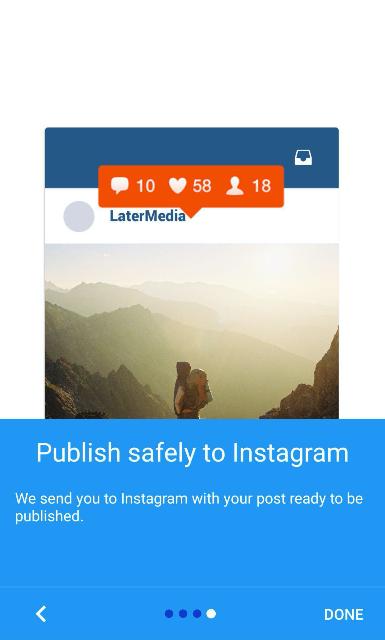 10 58 18
LaterMedia
Publish safely to Instagram
We send you to Instagram with your post ready to be
published.
DONE